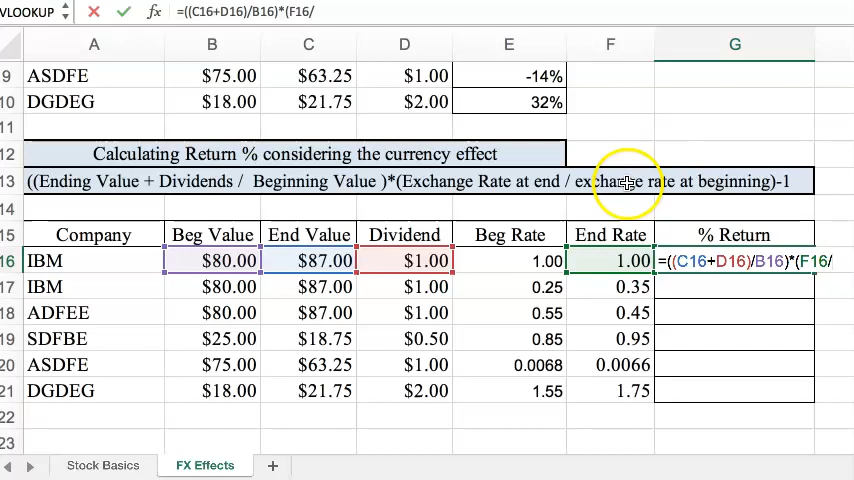 VLOOKUP =((C16+D16)/B16)*(F16/
A B C D E F G
9 ASDFE $75.00 $63.25 $1.00 -14%
10 DGDEG $18.00 $21.75 $2.00 32%
11
12 Calculating Return % considering the currency effect
13 ((Ending Value + Dividends / Beginning Value )*(Exchange Rate at end / exchange rate at beginning)-1
14
15 Company Beg Value End Value Dividend Beg Rate End Rate % Return
16 IBM $80.00 $87.00 $1.00 1.00 1.00 =((C16+D16)/B16)*(F16/
17 IBM $80.00 $87.00 $1.00 0.25 0.35
18 ADFEE $80.00 $87.00 $1.00 0.55 0.45
19 SDFBE $25.00 $18.75 $0.50 0.85 0.95
20 ASDFE $75.00 $63.25 $1.00 0.0068 0.0066
21 DGDEG $18.00 $21.75 $2.00 1.55 1.75
22
23
Stock Basics FX Effects +